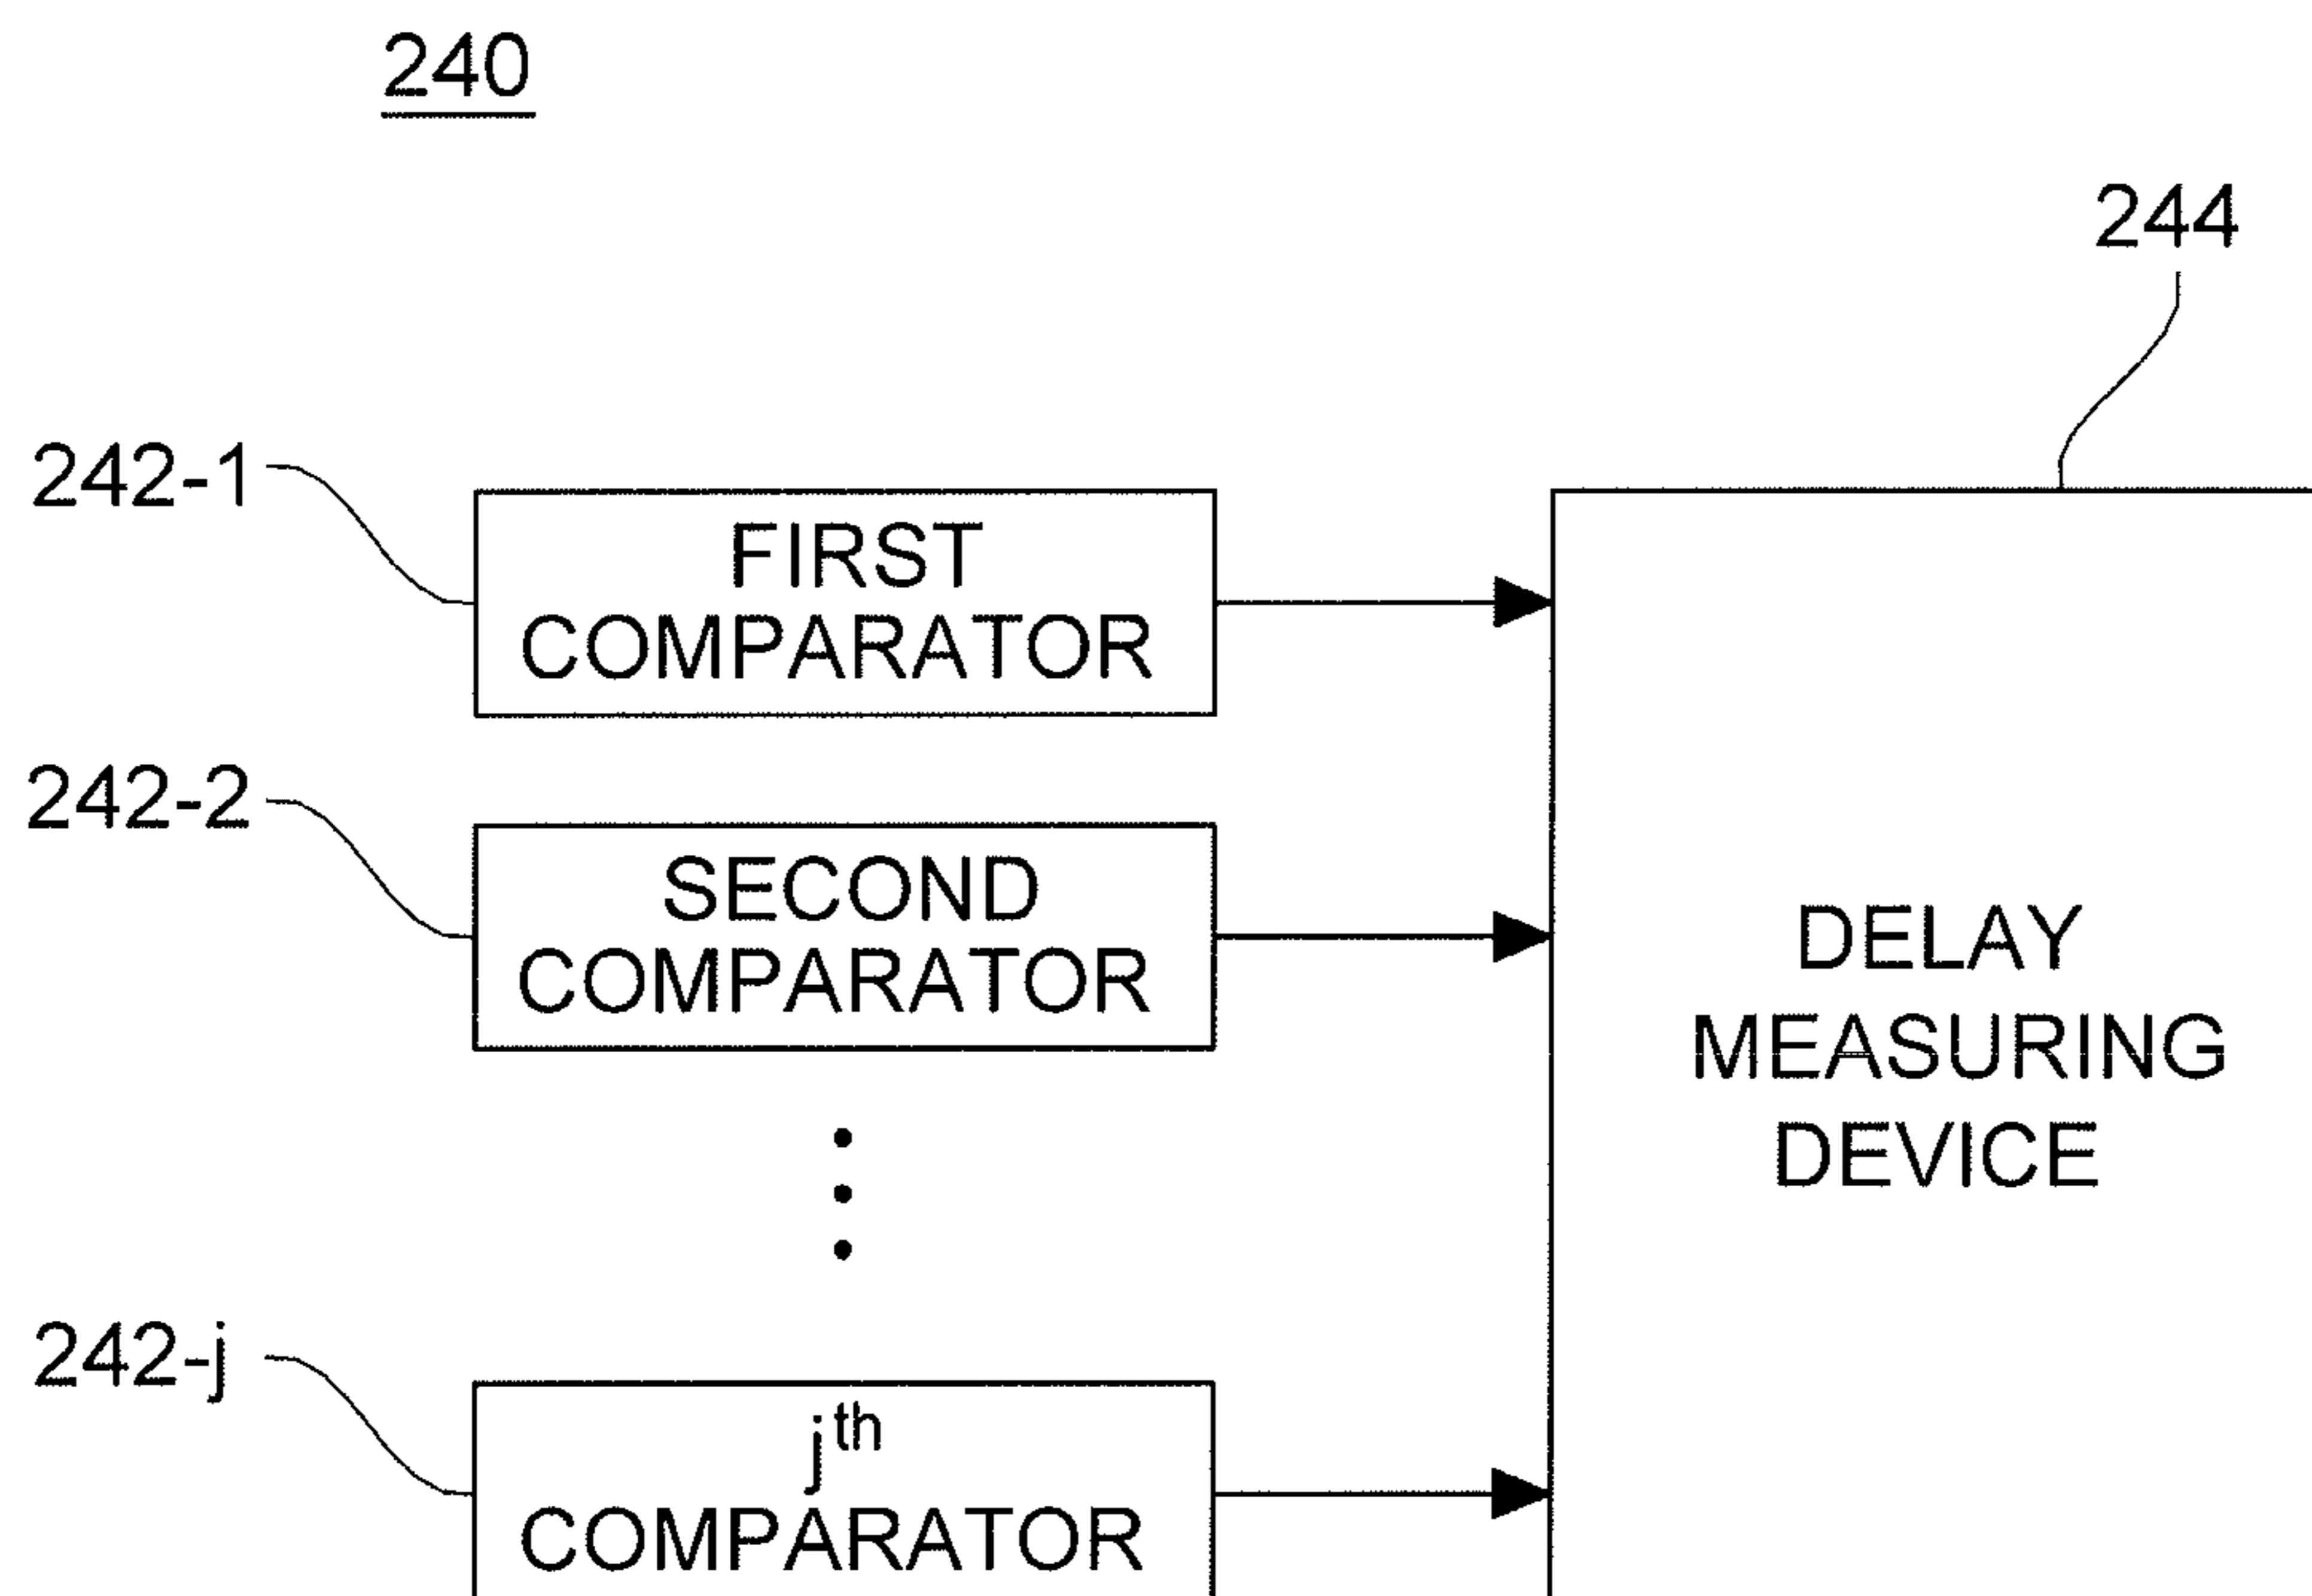 240
244
242-1
FIRST
COMPARATOR
242-2
SECOND
COMPARATOR
DELAY
MEASURING
DEVICE
242-j
jth
COMPARATOR